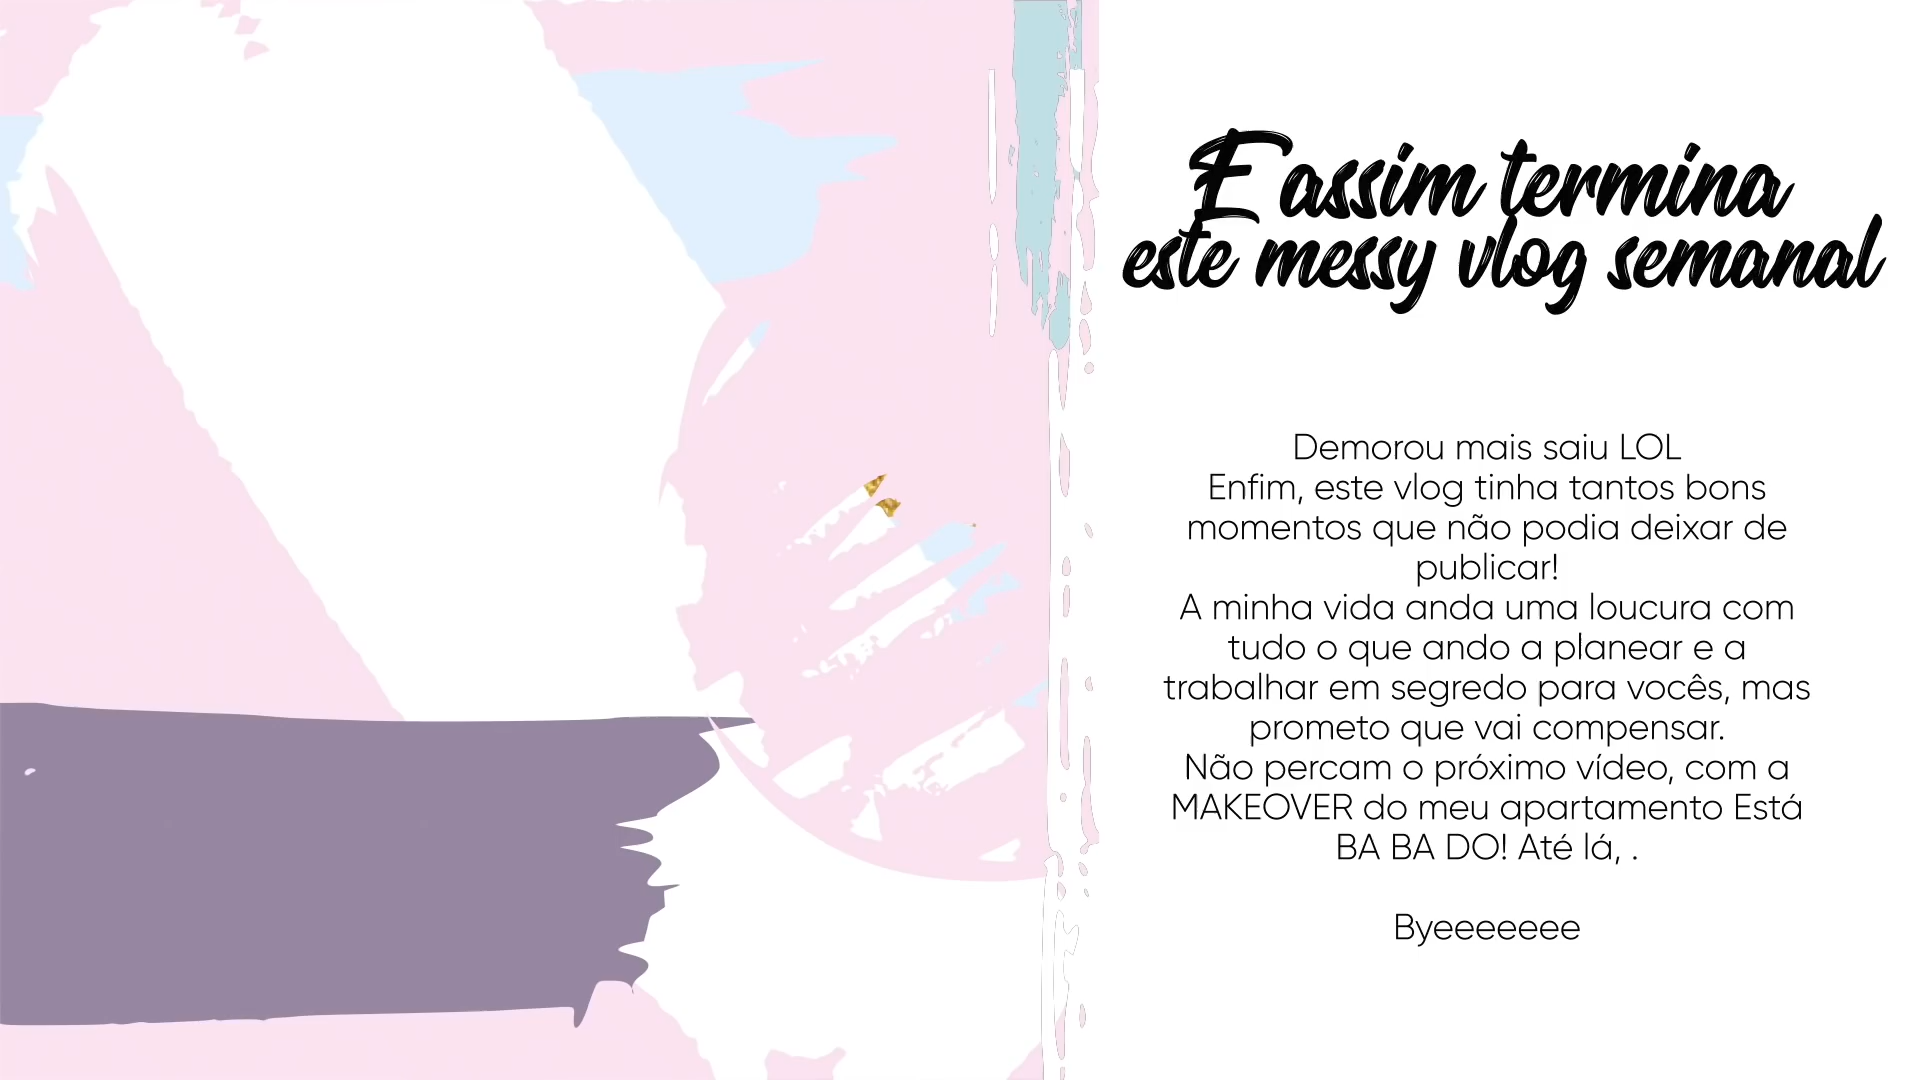 E assim termina
este messy vlog semanal
Demorou mais saiu LOL
Enfim, este vlog tinha tantos bons
momentos que não podia deixar de
publicar!
A minha vida anda uma loucura com
tudo o que ando a planear e a
trabalhar em segredo para vocês, mas
prometo que vai compensar.
Não percam o próximo vídeo, com a
MAKEOVER do meu apartamento Está
BA BA DO! Até lá, .
Byeeeeeee